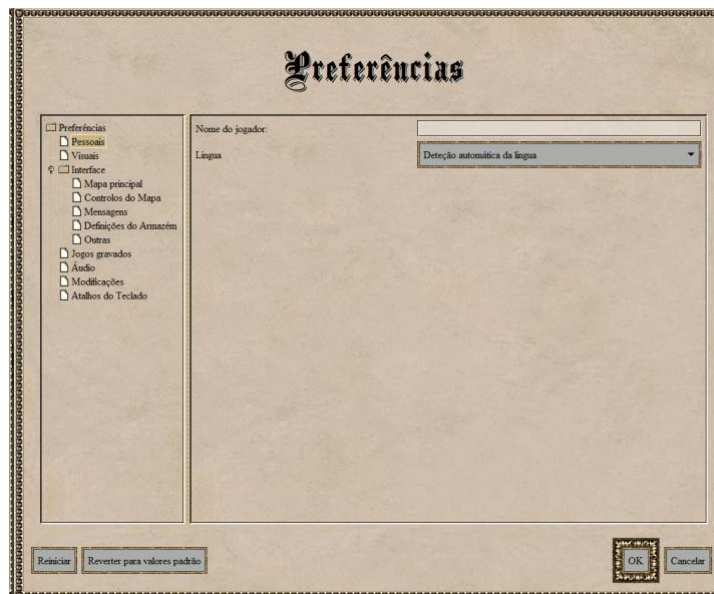 Preferências
Preferências
Pessoais
Visuais
Interface
Mapa principal
Controlos do Mapa
Mensagens
Definições do Armazém
Outras
Jogos gravados
Áudio
Modificações
Atalhos do Teclado
Nome do jogador:
Língua Deteção automática da língua
Reiniciar Reverter para valores padrão OK Cancelar